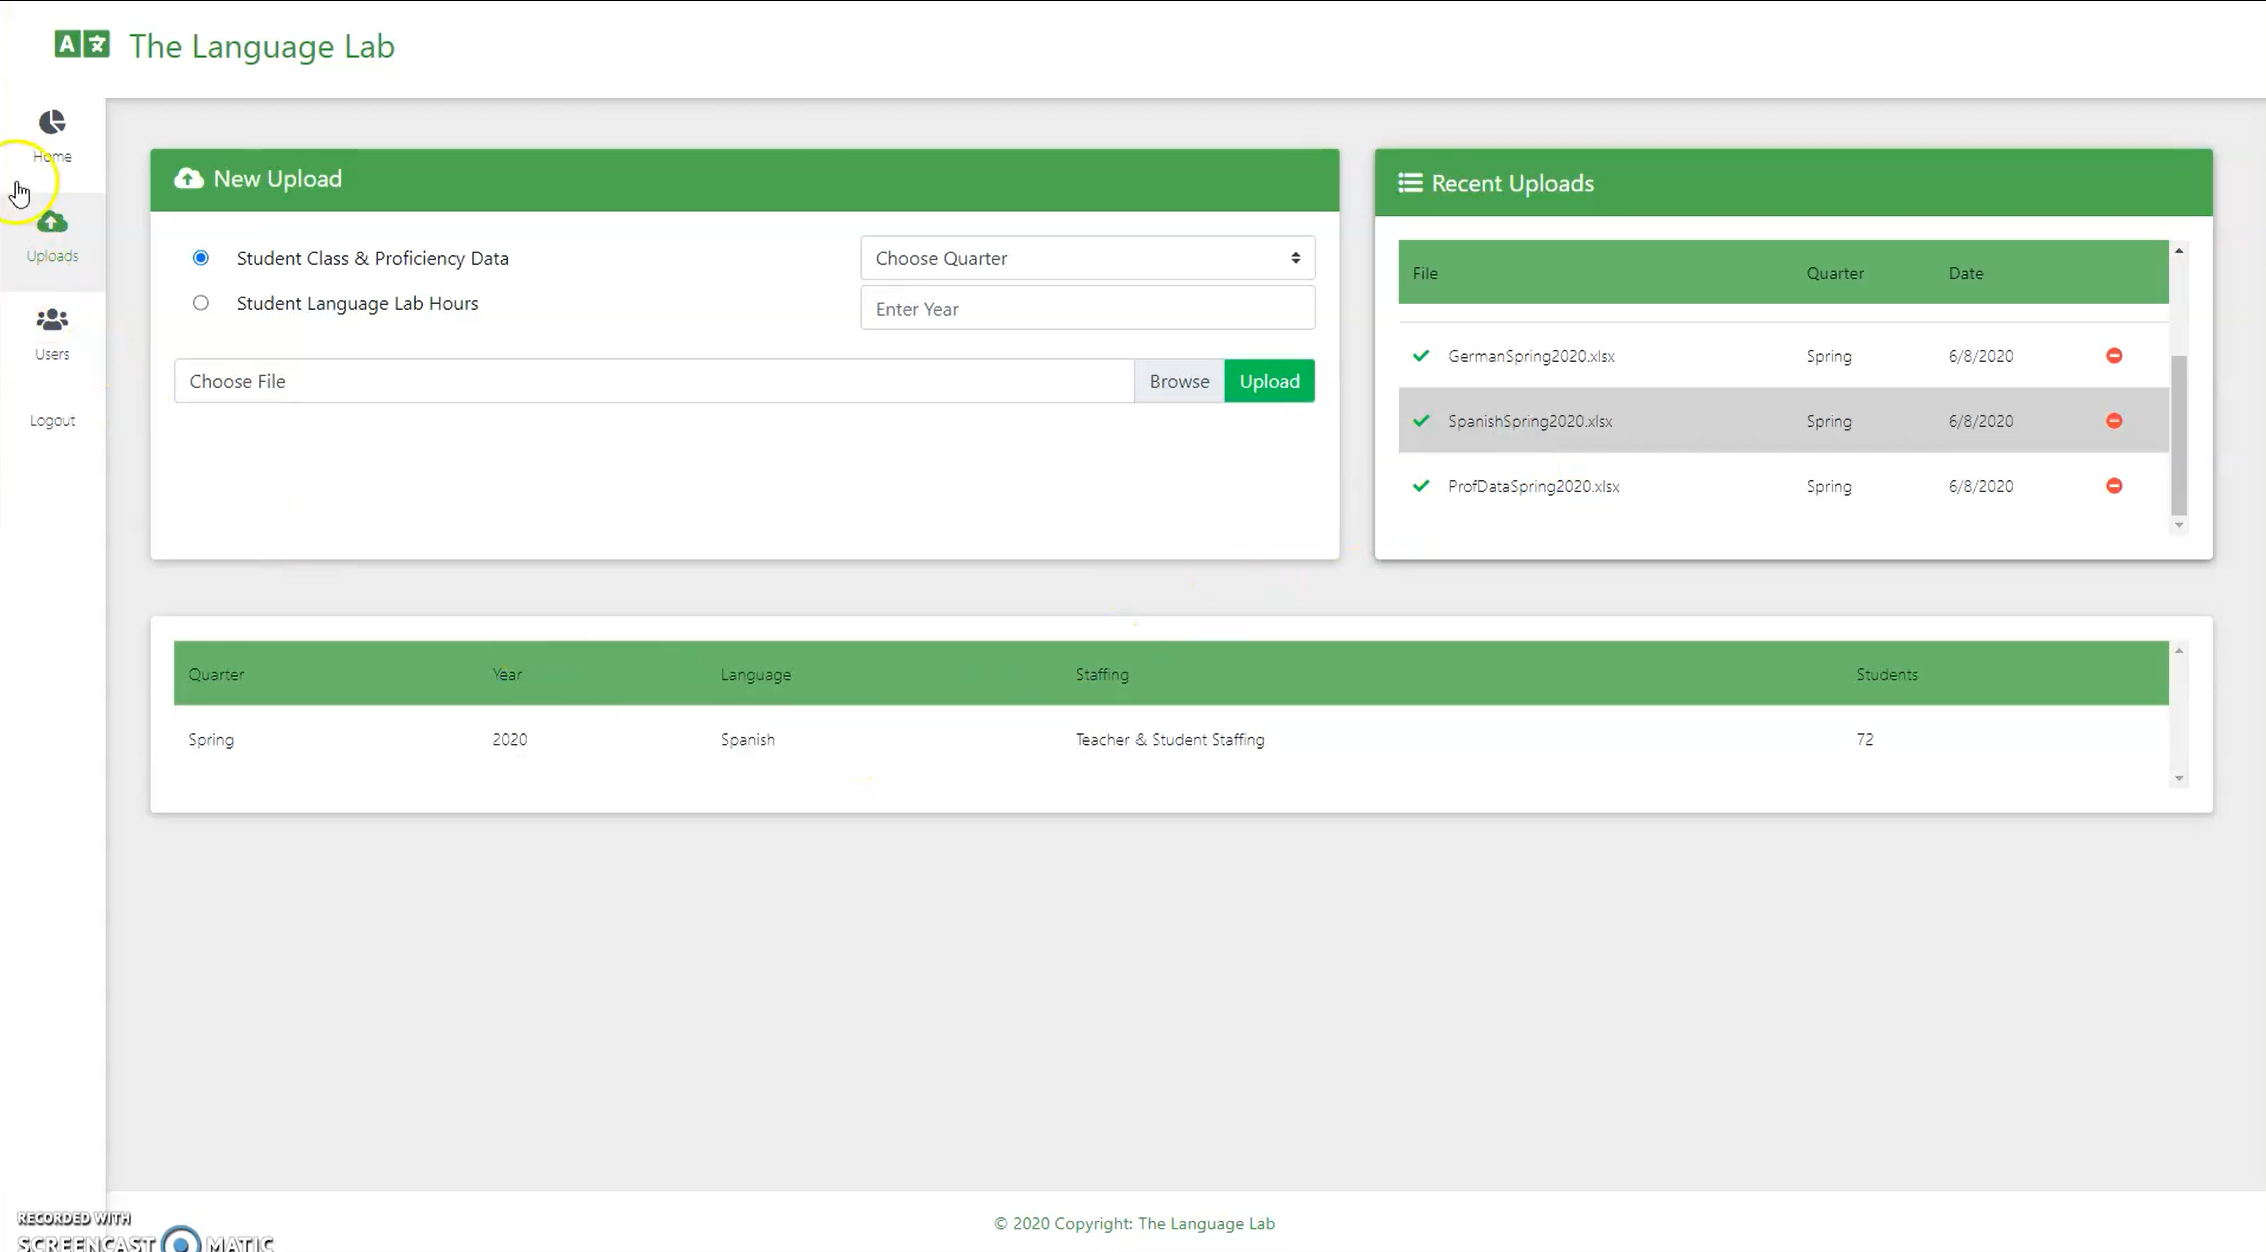 A The Language Lab
Home
Uploads
Users
Logout
New Upload
Student Class & Proficiency Data
Choose Quarter
Student Language Lab Hours
Enter Year
Choose File
Browse
Upload
Recent Uploads
File Quarter Date
GermanSpring2020.xlsx Spring 6/8/2020
SpanishSpring2020.xlsx Spring 6/8/2020
ProfDataSpring2020.xlsx Spring 6/8/2020
Quarter Year Language Staffing Students
Spring 2020 Spanish Teacher & Student Staffing 72
© 2020 Copyright: The Language Lab
RECORDED WITH
SCREENCAST MATIC